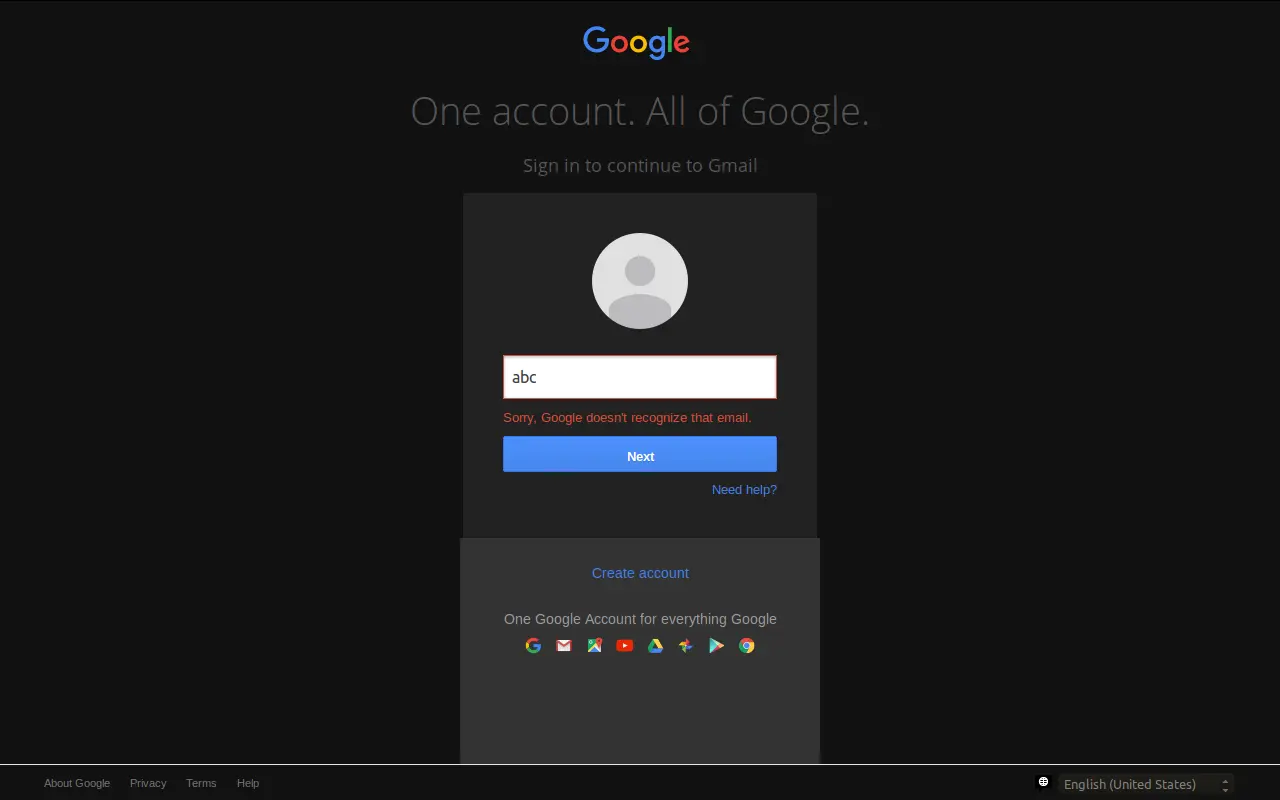 Google
One account. All of Google.
Sign in to continue to Gmail
abc
Sorry, Google doesn't recognize that email.
Next
Need help?
Create account
One Google Account for everything Google
About Google Privacy Terms Help English (United States)